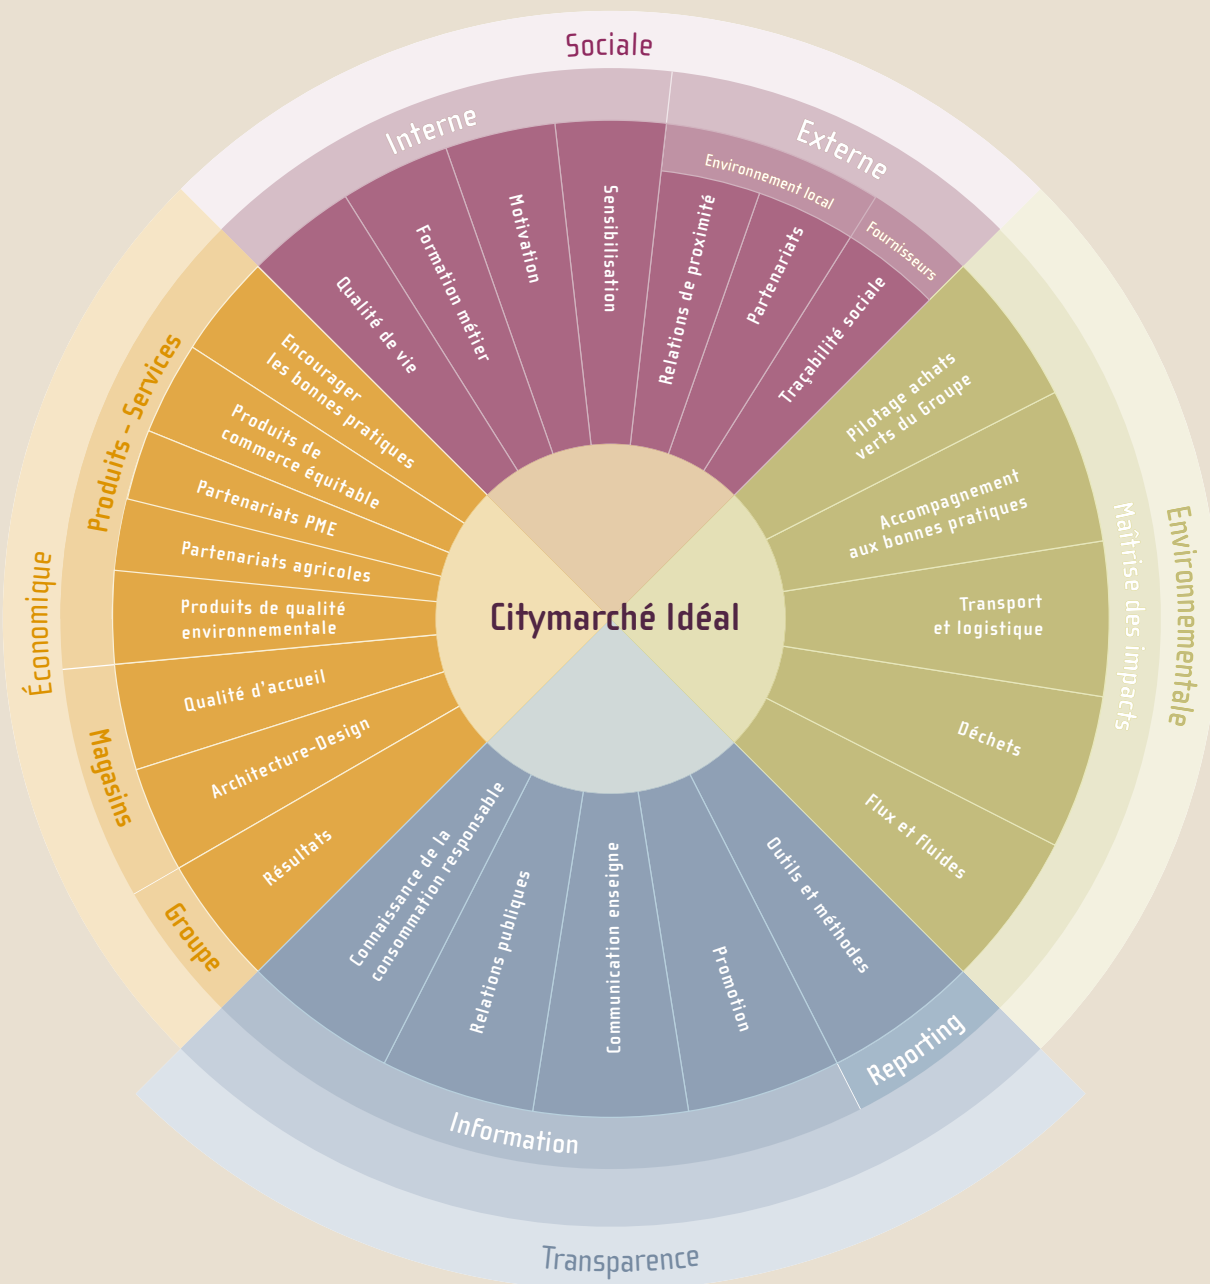 Sociale
Interne
Externe
Environnement local
Fournisseurs
Qualité de vie
Formation métier
Motivation
Sensibilisation
Relations de proximité
Partenariats
Traçabilité sociale
Environnementale
Maîtrise des impacts
Pilotage achats
verts du Groupe
Accompagnement
aux bonnes pratiques
Transport
et logistique
Déchets
Flux et fluides
Citymarché Idéal
Économique
Produits - Services
Encourager
les bonnes pratiques
Produits de
commerce équitable
Partenariats PME
Partenariats agricoles
Produits de qualité
environnementale
Magasins
Qualité d'accueil
Architecture-Design
Groupe
Résultats
Connaissance de la
consommation responsable
Relations publiques
Communication enseigne
Promotion
Outils et méthodes
Information
Reporting
Transparence